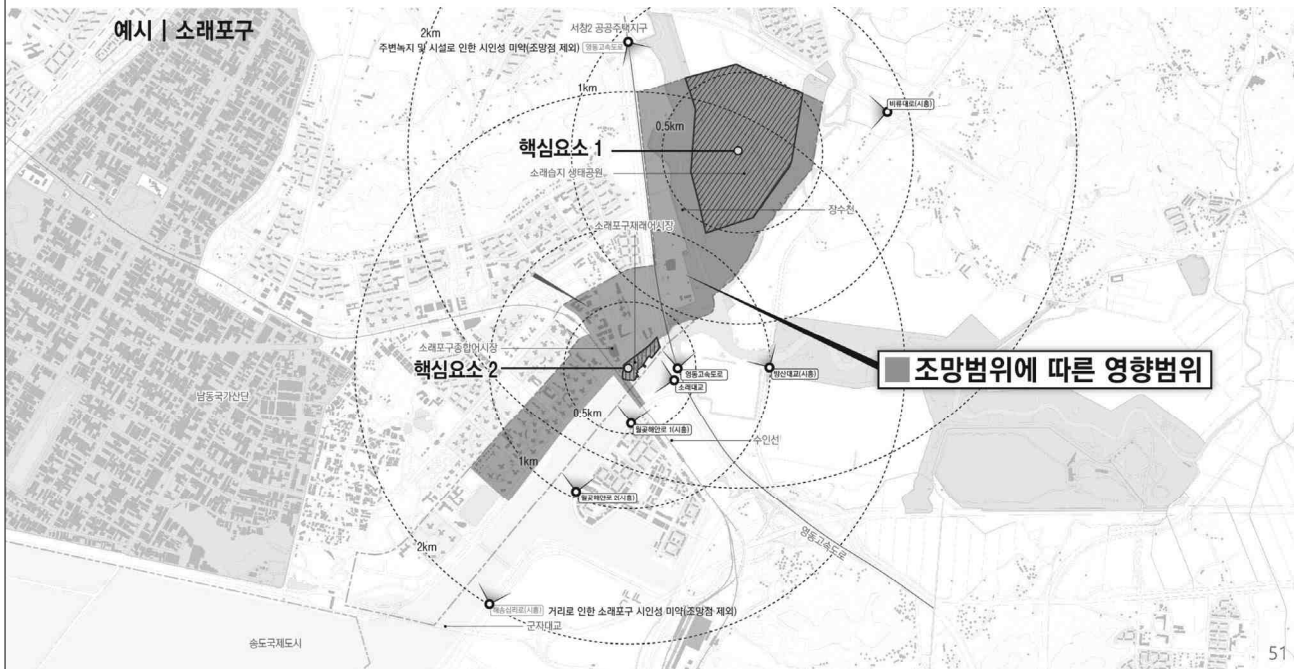 예시 | 소래포구
2km
서창2 공공주택지구
주변녹지 및 시설로 인한 시인성 미약(조망점 제외)
영동고속도로
1km
0.5km
비류대로(시흥)
핵심요소 1
소래습지 생태공원
장수천
소래포구재래어시장
소래포구종합어시장
핵심요소 2
영동고속도로
소래대교
방산대교(시흥)
조망범위에 따른 영향범위
남동국가산단
0.5km
월곶해안로 1(시흥)
수인선
1km
월곶해안로 2(시흥)
영동고속도로
2km
해송십리로(시흥)
거리로 인한 소래포구 시인성 미약(조망점 제외)
군자대교
송도국제도시
51